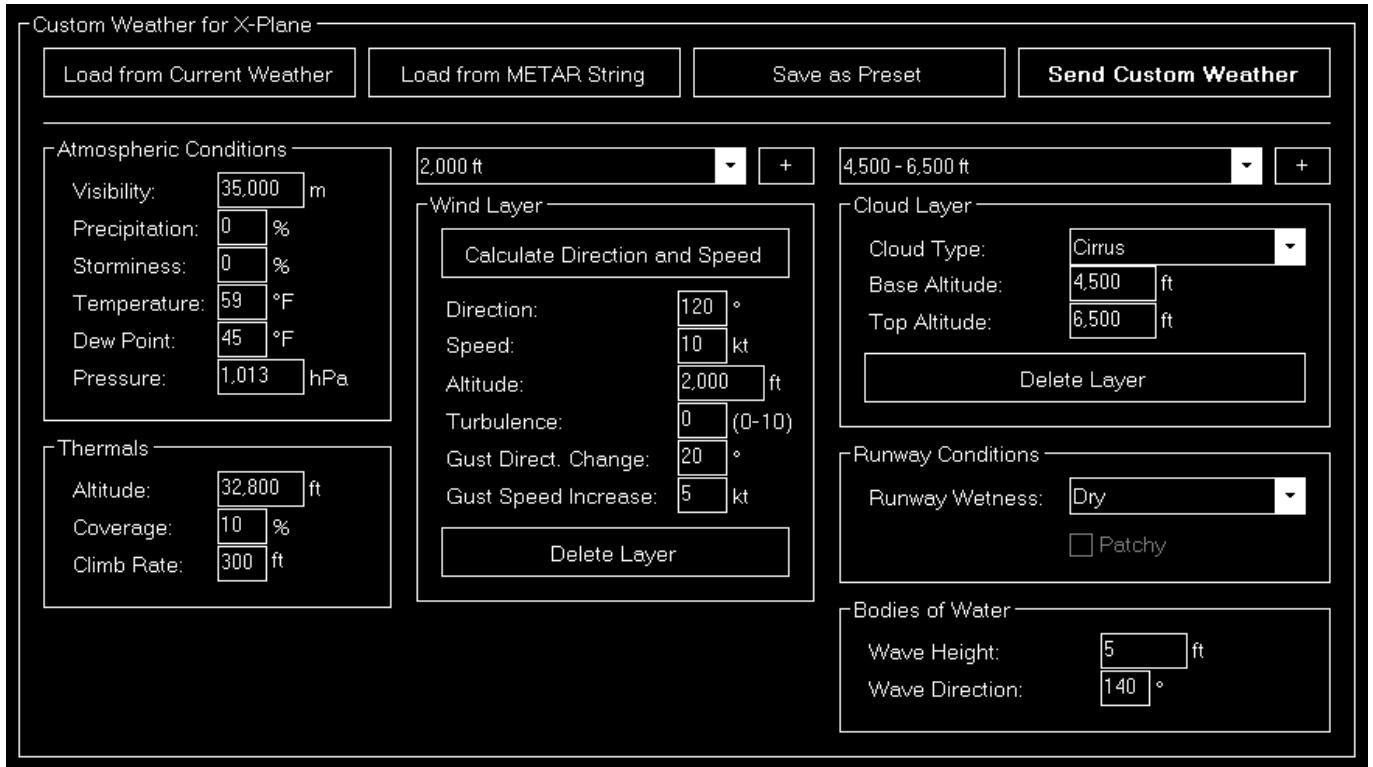 Custom Weather for X-Plane
Load from Current Weather
Load from METAR String
Save as Preset
Send Custom Weather
Atmospheric Conditions
Visibility: 35,000 m
Precipitation: 0 %
Storminess: 0 %
Temperature: 59 °F
Dew Point: 45 °F
Pressure: 1,013 hPa
Thermals
Altitude: 32,800 ft
Coverage: 10 %
Climb Rate: 300 ft
2,000 ft +
Wind Layer
Calculate Direction and Speed
Direction: 120 °
Speed: 10 kt
Altitude: 2,000 ft
Turbulence: 0 (0-10)
Gust Direct. Change: 20 °
Gust Speed Increase: 5 kt
Delete Layer
4,500 - 6,500 ft +
Cloud Layer
Cloud Type: Cirrus
Base Altitude: 4,500 ft
Top Altitude: 6,500 ft
Delete Layer
Runway Conditions
Runway Wetness: Dry
Patchy
Bodies of Water
Wave Height: 5 ft
Wave Direction: 140 °